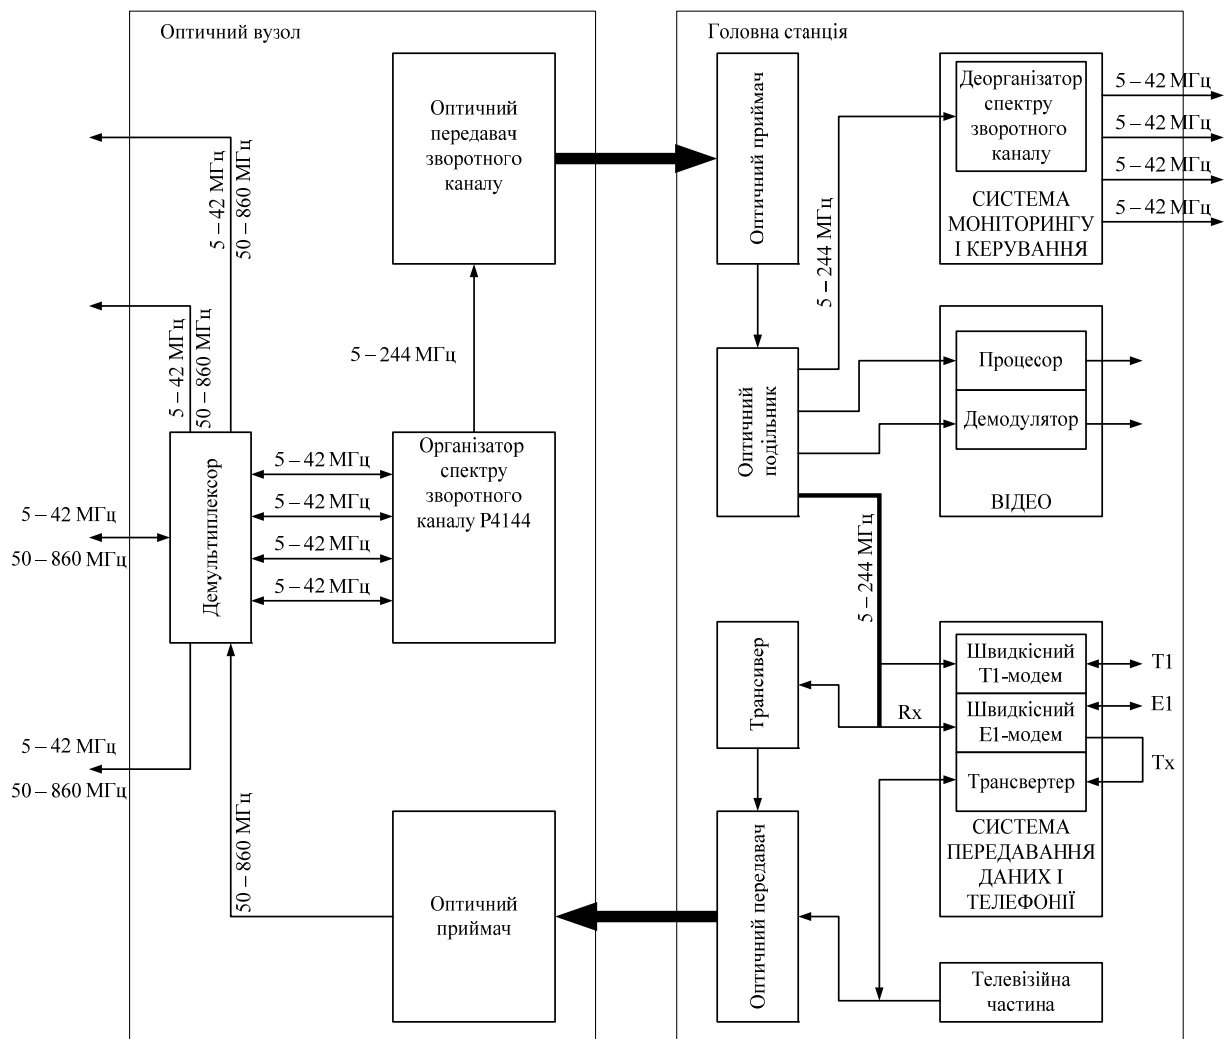 Оптичний вузол
Головна станція
Оптичний
передавач
зворотного
каналу
Оптичний приймач
Деорганізатор
спектру
зворотного
каналу
СИСТЕМА
МОНІТОРИНГУ
І КЕРУВАННЯ
5 – 42 МГц
5 – 42 МГц
5 – 42 МГц
5 – 42 МГц
5 – 42 МГц
50 – 860 МГц
5 – 42 МГц
50 – 860 МГц
5 – 244 МГц
5 – 244 МГц
Оптичний
подільник
Процесор
Демодулятор
ВІДЕО
Демультиплексор
5 – 42 МГц
5 – 42 МГц
5 – 42 МГц
5 – 42 МГц
Організатор
спектру
зворотного
каналу Р4144
5 – 42 МГц
50 – 860 МГц
5 – 244 МГц
Трансивер
Rx
Швидкісний
Т1-модем
Швидкісний
Е1-модем
Трансвертер
СИСТЕМА
ПЕРЕДАВАННЯ
ДАНИХ І
ТЕЛЕФОНІЇ
Т1
Е1
Тх
5 – 42 МГц
50 – 860 МГц
50 – 860 МГц
Оптичний
приймач
Оптичний передавач
Телевізійна
частина